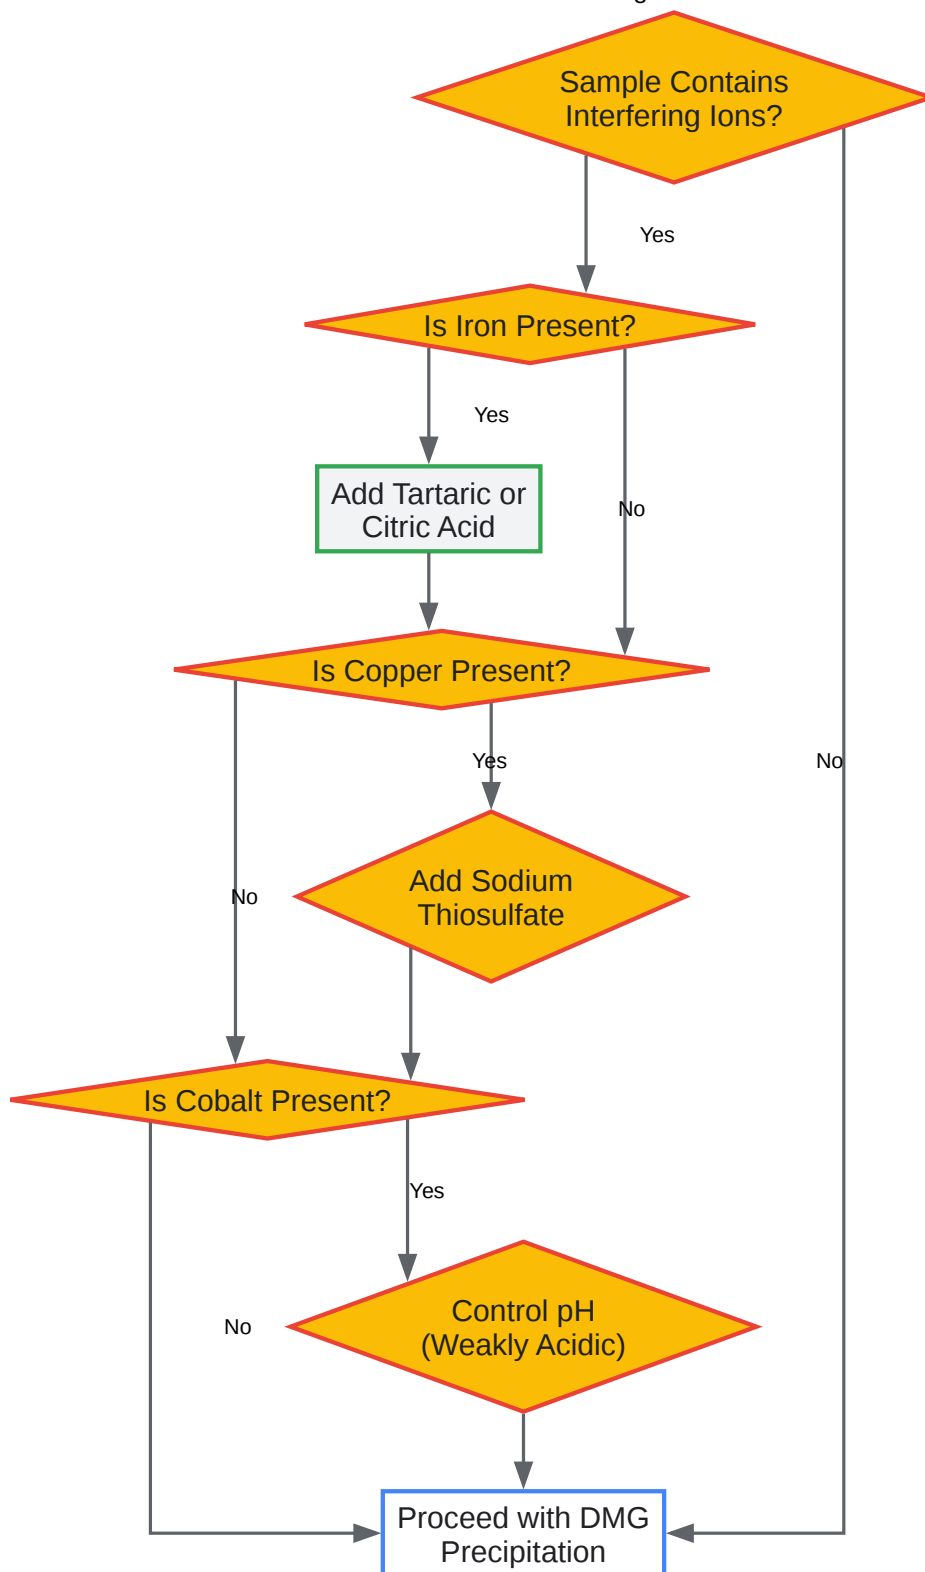 Sample Contains
Interfering Ions?
Yes
Is Iron Present?
Yes
Add Tartaric or
Citric Acid
No
Is Copper Present?
Yes
No
No
Add Sodium
Thiosulfate
Is Cobalt Present?
Yes
No
Control pH
(Weakly Acidic)
Proceed with DMG
Precipitation